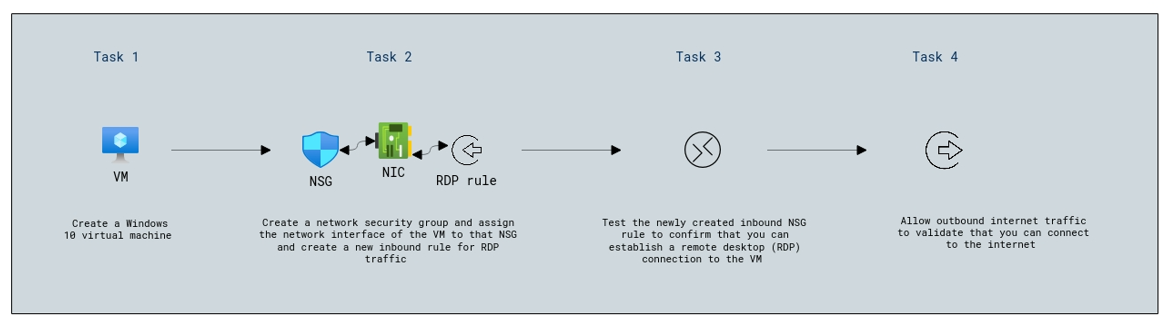 Task 1
Task 2
Task 3
Task 4
VM
NSG
NIC
RDP rule
Create a Windows
10 virtual machine
Create a network security group and assign
the network interface of the VM to that NSG
and create a new inbound rule for RDP
traffic
Test the newly created inbound NSG
rule to confirm that you can
establish a remote desktop (RDP)
connection to the VM
Allow outbound internet traffic
to validate that you can connect
to the internet